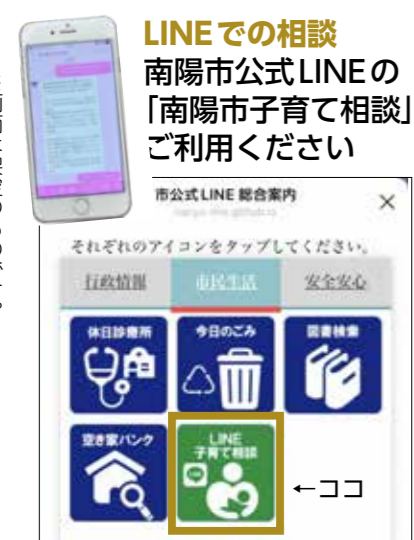 LINEでの相談
南陽市公式LINEの
「南陽市子育て相談」
ご利用ください
市公式LINE 総合案内
×
それぞれのアイコンをタップしてください。
行政情報
市民生活
安全安心
休日診療所
今日のごみ
図書検索
空き家バンク
LINE
子育て相談
LINE
←ココ